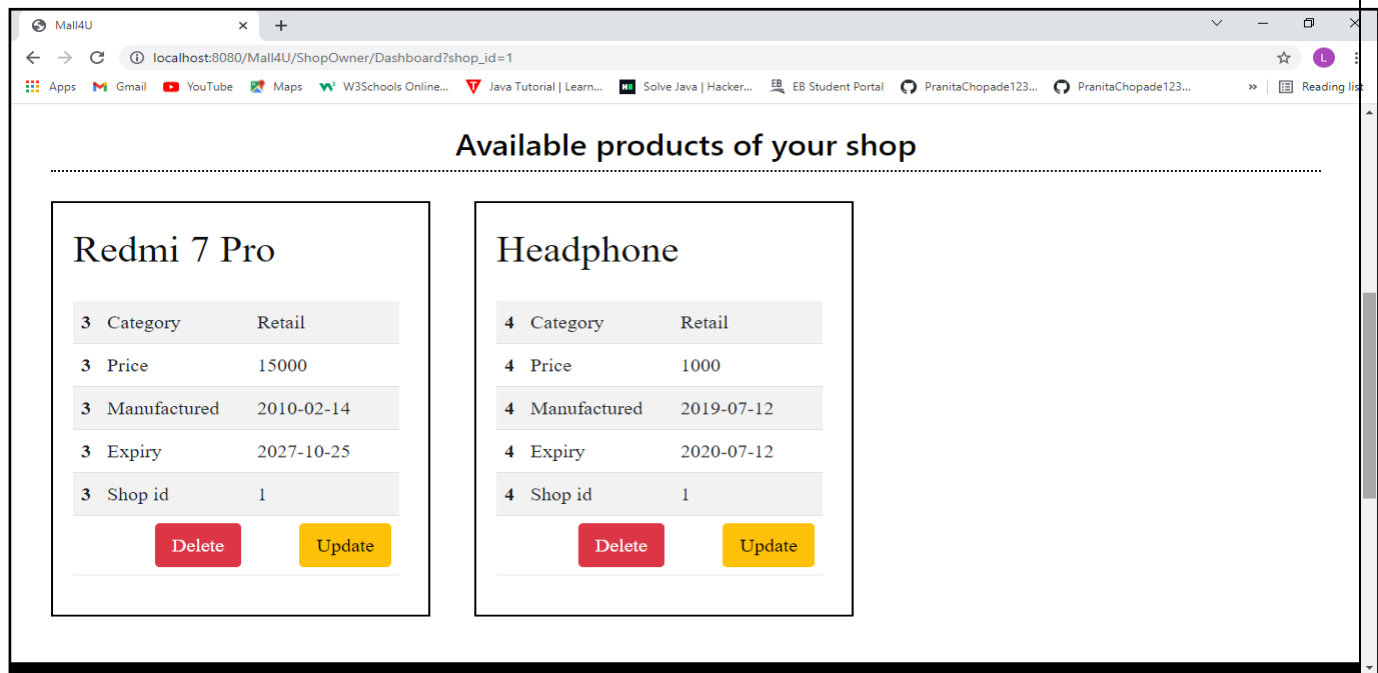 Mall4U
localhost:8080/Mall4U/ShopOwner/Dashboard?shop_id=1
L
Apps Gmail YouTube Maps W3Schools Online... Java Tutorial | Learn... Solve Java | Hacker... EB Student Portal PranitaChopade123... PranitaChopade123... » Reading list
Available products of your shop
Redmi 7 Pro
3 Category Retail
3 Price 15000
3 Manufactured 2010-02-14
3 Expiry 2027-10-25
3 Shop id 1
Delete Update
Headphone
4 Category Retail
4 Price 1000
4 Manufactured 2019-07-12
4 Expiry 2020-07-12
4 Shop id 1
Delete Update